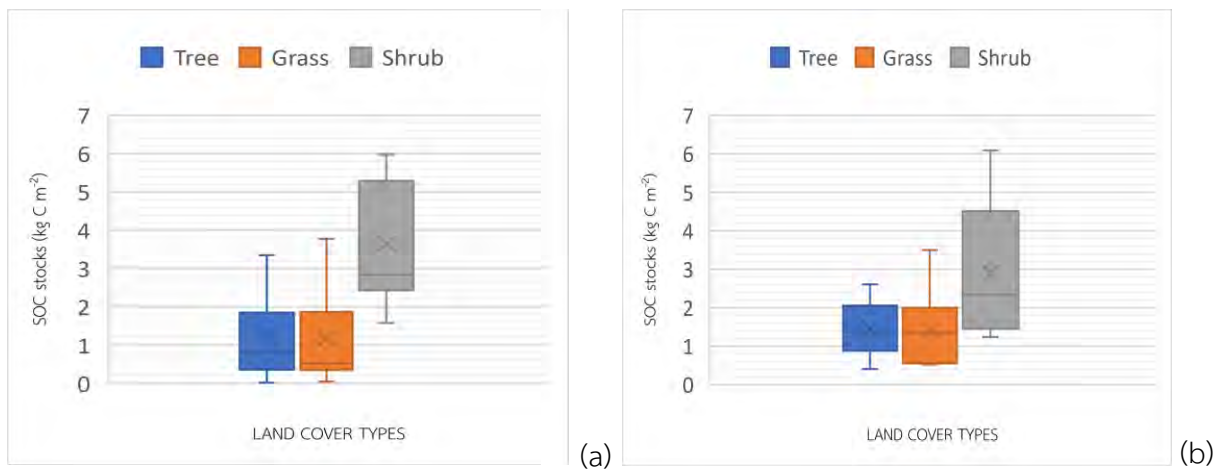 Tree Grass Shrub
7
6
5
4
3
2
1
0
SOC stocks (kg C m⁻²)
LAND COVER TYPES
(a)
Tree Grass Shrub
7
6
5
4
3
2
1
0
SOC stocks (kg C m⁻²)
LAND COVER TYPES
(b)